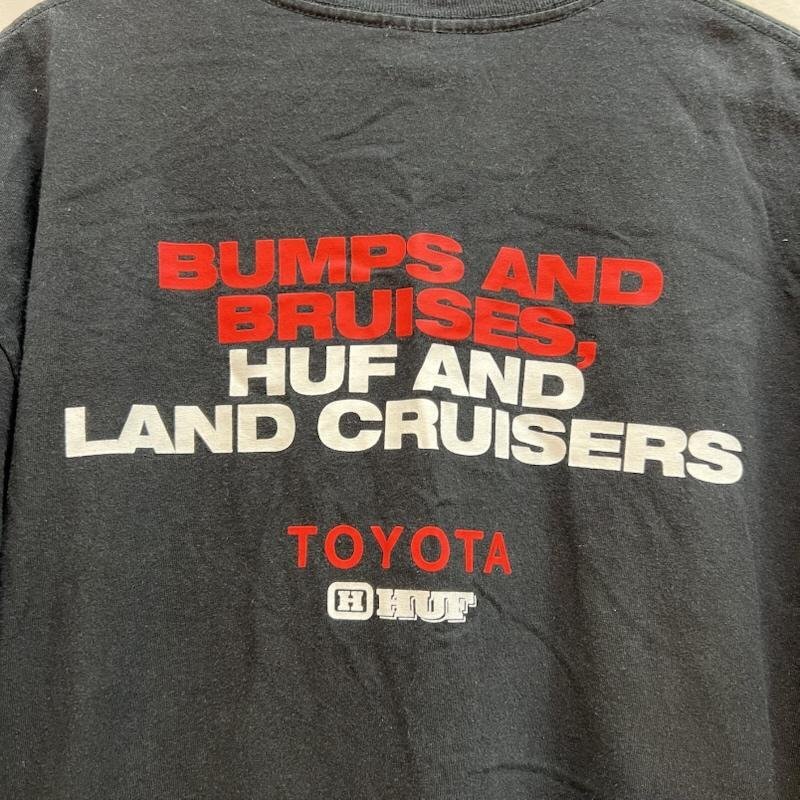 BUMPS AND
BRUISES,
HUF AND
LAND CRUISERS
TOYOTA
H HUF